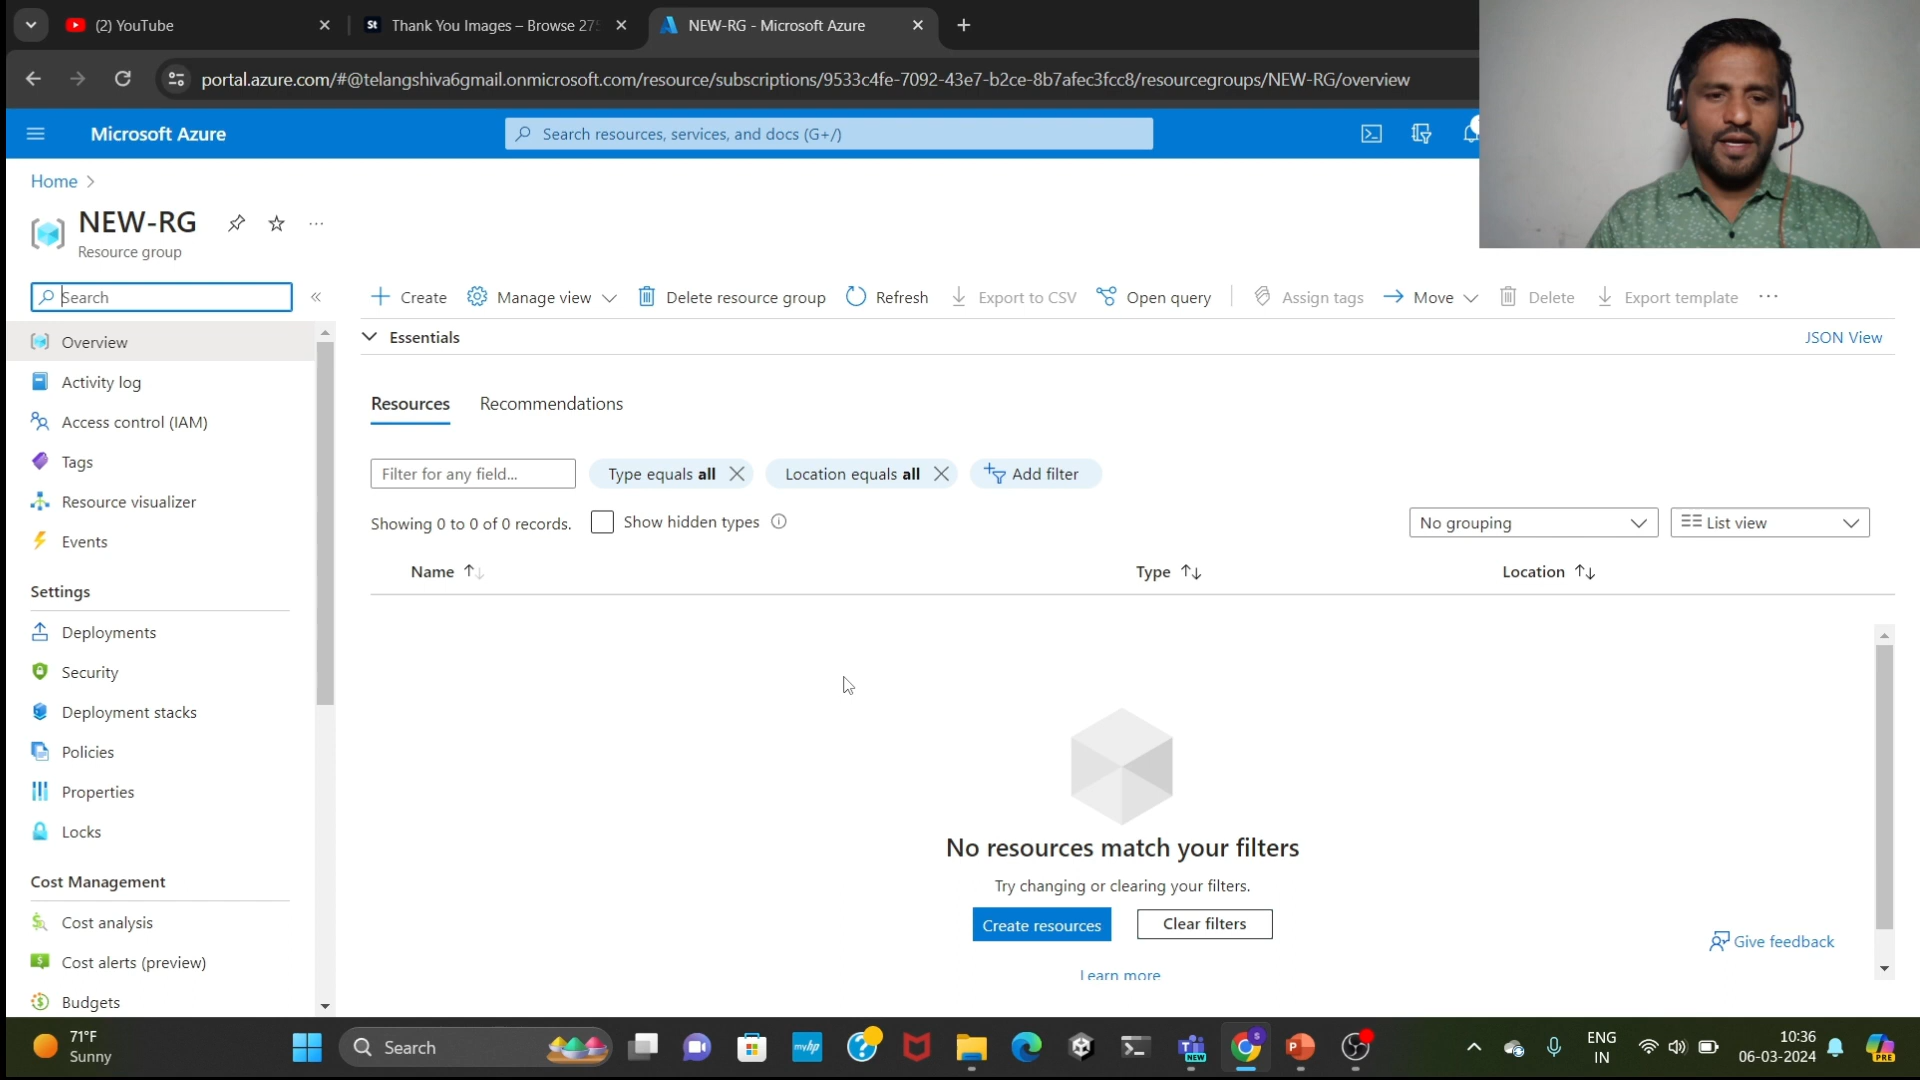 (2) YouTube
Thank You Images – Browse 27
NEW-RG - Microsoft Azure
portal.azure.com/#@telangshiva6gmail.onmicrosoft.com/resource/subscriptions/9533c4fe-7092-43e7-b2ce-8b7afec3fcc8/resourcegroups/NEW-RG/overview
Microsoft Azure
Search resources, services, and docs (G+/)
Home
NEW-RG
Resource group
Search
Create
Manage view
Delete resource group
Refresh
Export to CSV
Open query
Assign tags
Move
Delete
Export template
Essentials
JSON View
Overview
Activity log
Access control (IAM)
Tags
Resource visualizer
Events
Settings
Deployments
Security
Deployment stacks
Policies
Properties
Locks
Cost Management
Cost analysis
Cost alerts (preview)
Budgets
Resources
Recommendations
Filter for any field...
Type equals all
Location equals all
Add filter
Showing 0 to 0 of 0 records.
Show hidden types
No grouping
List view
Name
Type
Location
No resources match your filters
Try changing or clearing your filters.
Create resources
Clear filters
Learn more
Give feedback
71°F
Sunny
Search
ENG
IN
10:36
06-03-2024